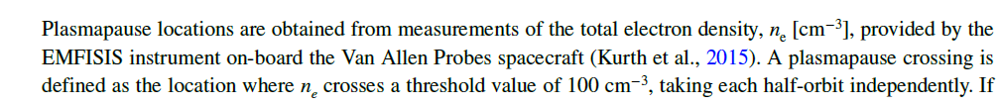 Plasmapause locations are obtained from measurements of the total electron density, nₑ [cm⁻³], provided by the
EMFISIS instrument on-board the Van Allen Probes spacecraft (Kurth et al., 2015). A plasmapause crossing is
defined as the location where nₑ crosses a threshold value of 100 cm⁻³, taking each half-orbit independently. If